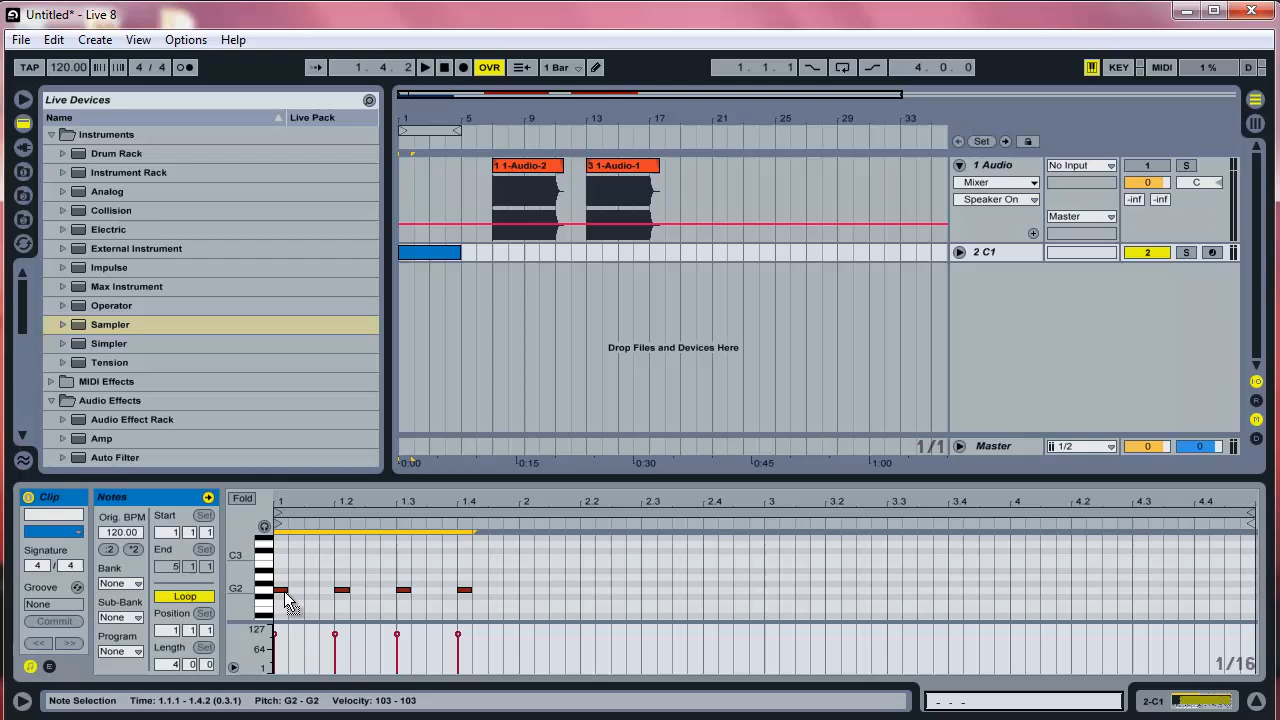 Untitled* - Live 8
File Edit Create View Options Help
TAP 120.00 4 / 4 1. 4. 2 OVR 1 Bar 1. 1. 1 4. 0. 0 KEY MIDI 1 % D
Live Devices
Name Live Pack
Instruments
Drum Rack
Instrument Rack
Analog
Collision
Electric
External Instrument
Impulse
Max Instrument
Operator
Sampler
Simpler
Tension
MIDI Effects
Audio Effects
Audio Effect Rack
Amp
Auto Filter
1 5 9 13 17 21 25 29 33
Set
1 1-Audio-2 3 1-Audio-1
1 Audio No Input 1 S
Mixer 0 C
Speaker On -inf -inf
Master
2 C1 2 S
Drop Files and Devices Here
I-O
R
M
D
1/1 Master 1/2 0 0
0:00 0:15 0:30 0:45 1:00
Clip
Signature
4 / 4
Groove
None
Commit
<< >>
E
Notes
Orig. BPM
120.00
:2 *2
Bank
None
Sub-Bank
None
Program
None
Start Set
1 1 1
End Set
5 1 1
Loop
Position Set
1 1 1
Length
4 0 0
Fold 1 1.2 1.3 1.4 2 2.2 2.3 2.4 3 3.2 3.3 3.4 4 4.2 4.3 4.4
C3
G2
127
64
1
1/16
Note Selection Time: 1.1.1 - 1.4.2 (0.3.1) Pitch: G2 - G2 Velocity: 103 - 103
- - -
2-C1